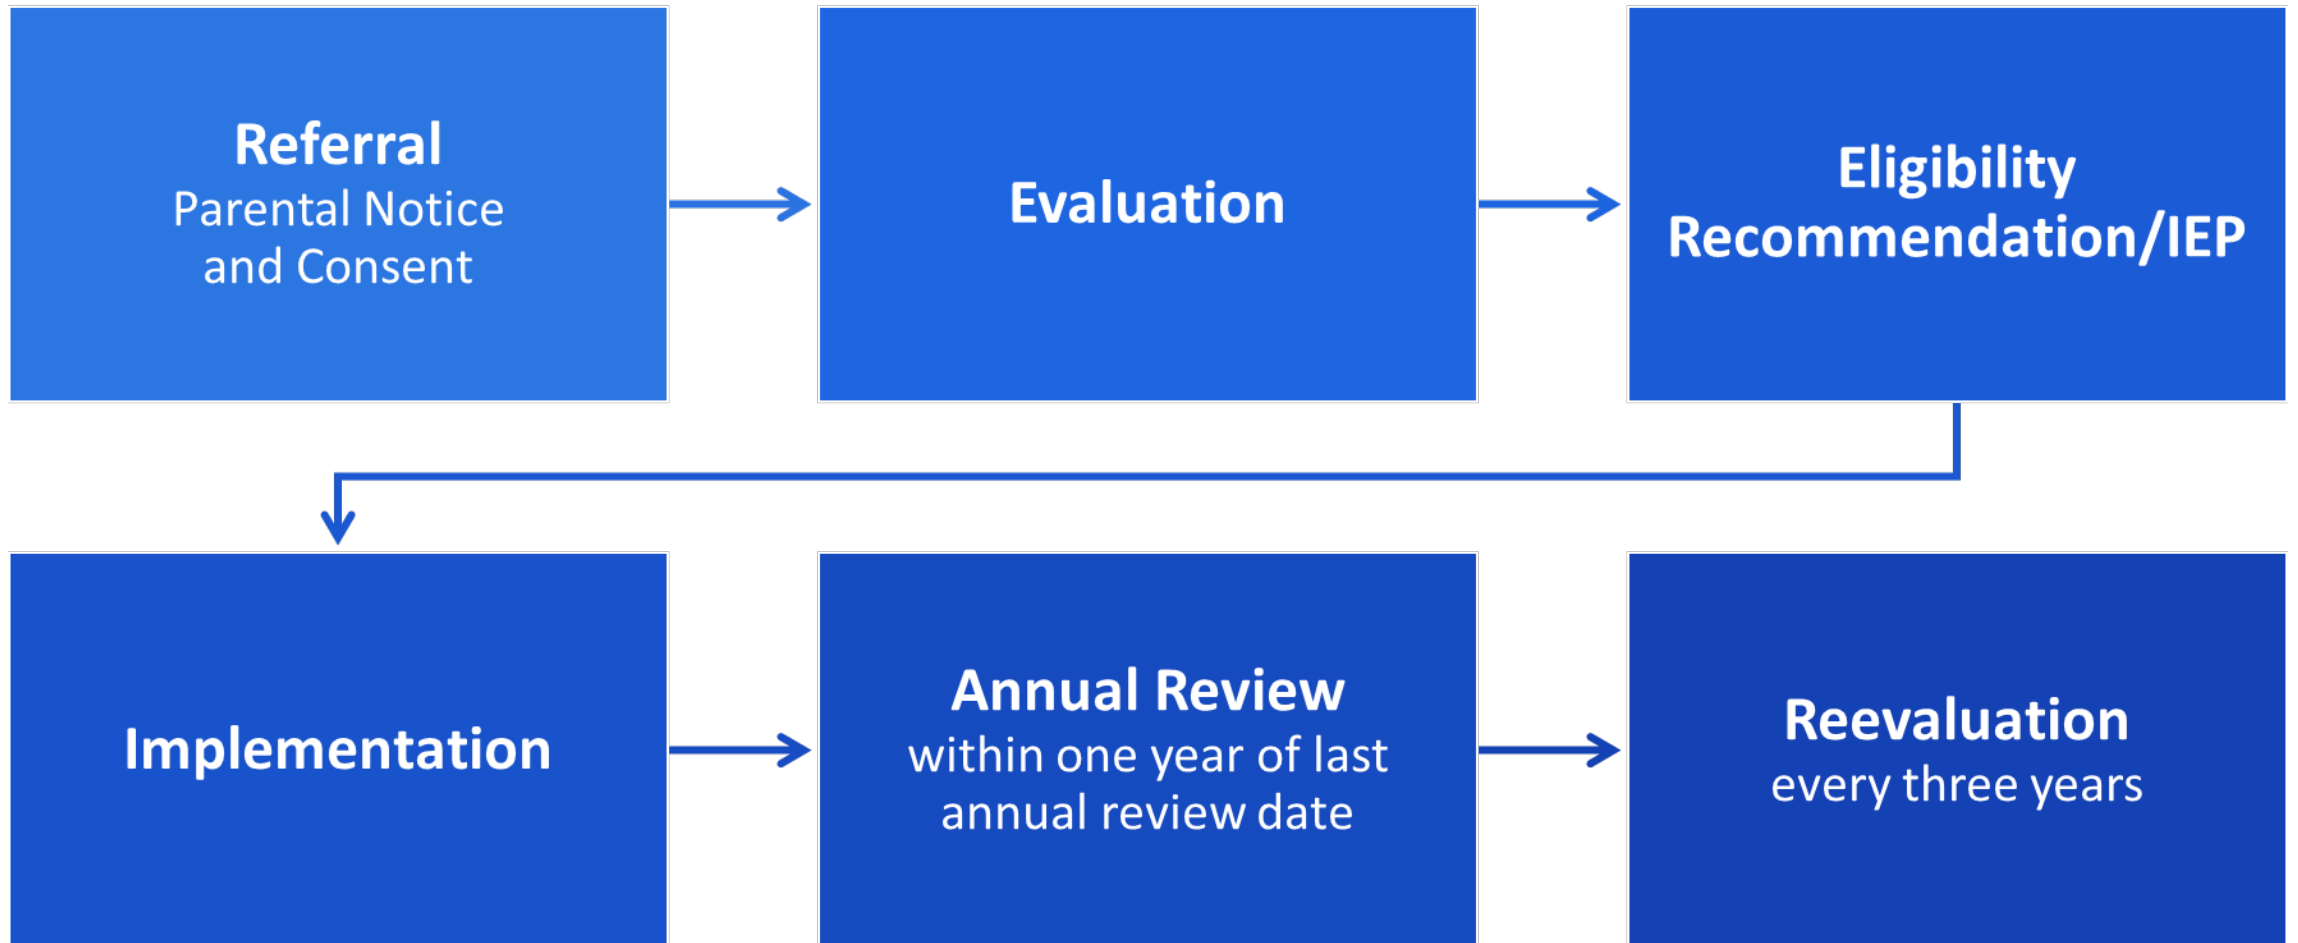 Referral
Parental Notice
and Consent
Evaluation
Eligibility
Recommendation/IEP
Implementation
Annual Review
within one year of last
annual review date
Reevaluation
every three years